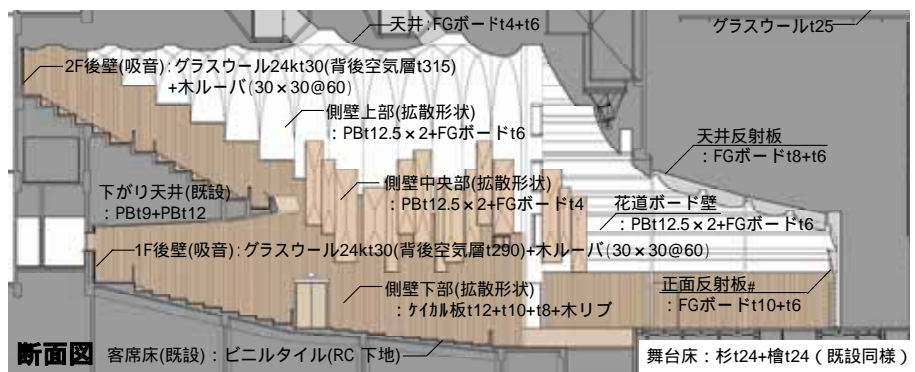 天井：FGボードt4+t6
グラスウールt25
2F後壁(吸音)：グラスウール24kt30(背後空気層t315)
+木ルーバ(30×30@60)
側壁上部(拡散形状)
：PBt12.5×2+FGボードt6
天井反射板
：FGボードt8+t6
下がり天井(既設)
：PBt9+PBt12
側壁中央部(拡散形状)
：PBt12.5×2+FGボードt4
花道ボード壁
：PBt12.5×2+FGボードt6
1F後壁(吸音)：グラスウール24kt30(背後空気層t290)+木ルーバ(30×30@60)
側壁下部(拡散形状)
：ｹｲｶﾙ板t12+t10+t8+木リブ
正面反射板#
：FGボードt10+t6
断面図 客席床(既設)：ビニルタイル(RC 下地)
舞台床：杉t24+檜t24（既設同様）